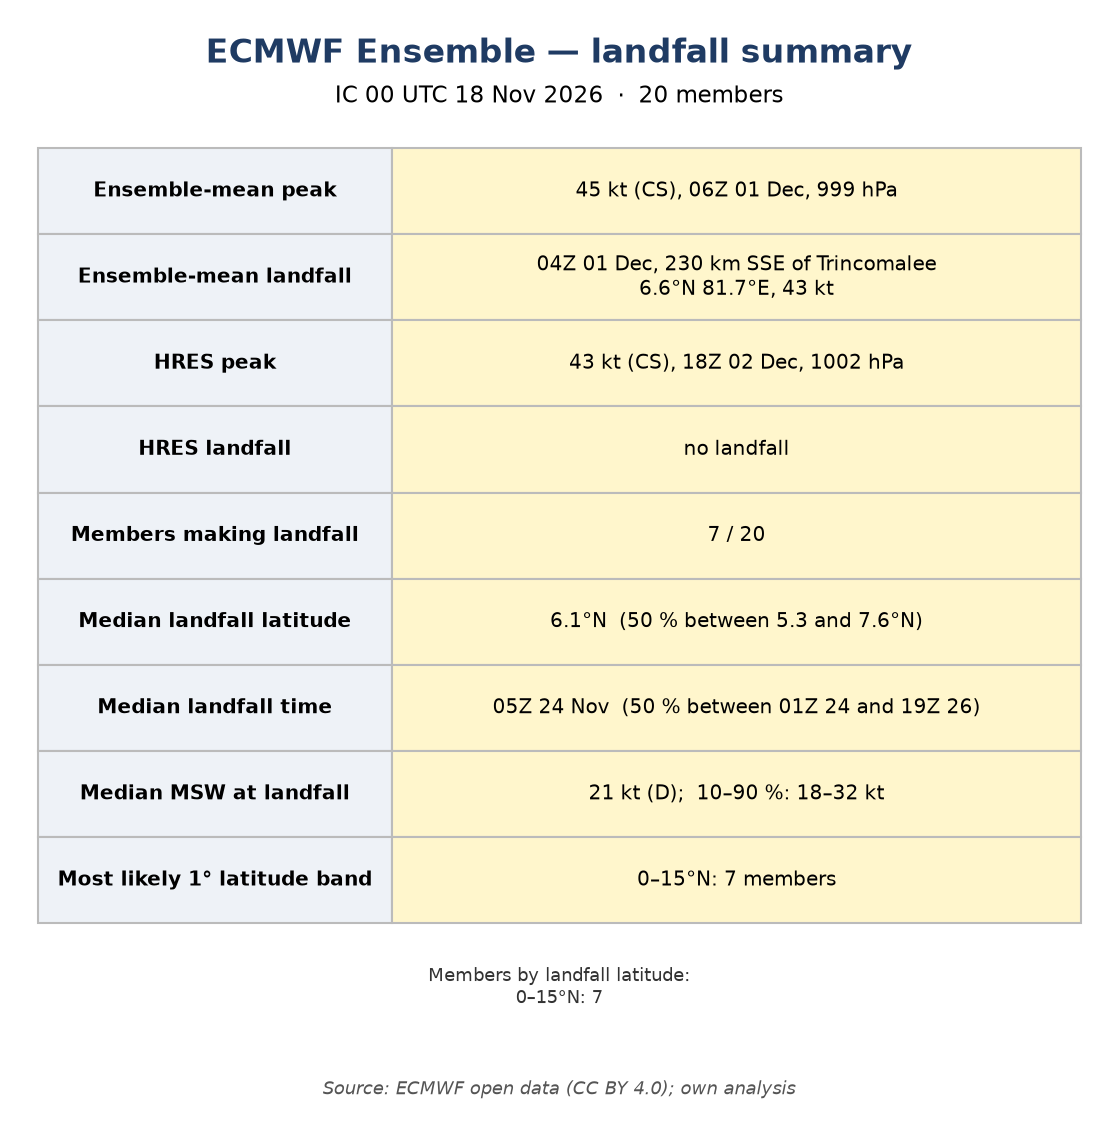 ECMWF Ensemble — landfall summary
IC 00 UTC 18 Nov 2026 · 20 members
Ensemble-mean peak
45 kt (CS), 06Z 01 Dec, 999 hPa
Ensemble-mean landfall
04Z 01 Dec, 230 km SSE of Trincomalee
6.6°N 81.7°E, 43 kt
HRES peak
43 kt (CS), 18Z 02 Dec, 1002 hPa
HRES landfall
no landfall
Members making landfall
7 / 20
Median landfall latitude
6.1°N (50 % between 5.3 and 7.6°N)
Median landfall time
05Z 24 Nov (50 % between 01Z 24 and 19Z 26)
Median MSW at landfall
21 kt (D); 10–90 %: 18–32 kt
Most likely 1° latitude band
0–15°N: 7 members
Members by landfall latitude:
0–15°N: 7
Source: ECMWF open data (CC BY 4.0); own analysis